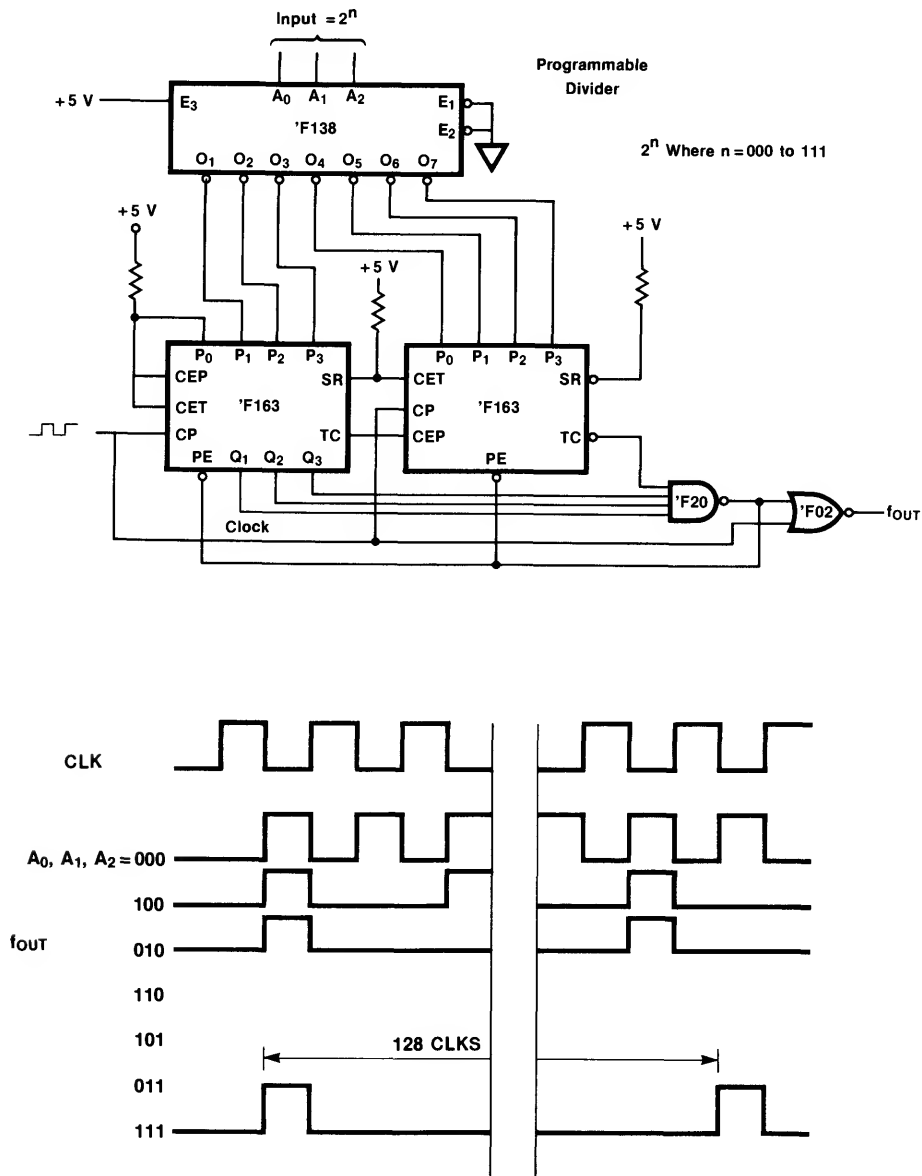 Input = 2ⁿ
Programmable
Divider
+5 V
E₃ A₀ A₁ A₂ E₁
'F138
E₂
O₁ O₂ O₃ O₄ O₅ O₆ O₇
2ⁿ Where n = 000 to 111
+5 V
+5 V
+5 V
P₀ P₁ P₂ P₃
CEP
SR
CET
'F163
CP
TC
PE Q₁ Q₂ Q₃
P₀ P₁ P₂ P₃
CET
SR
CP
'F163
CEP
TC
PE
'F20
'F02
fOUT
Clock
CLK
A₀, A₁, A₂ = 000
100
fOUT
010
110
101
128 CLKS
011
111